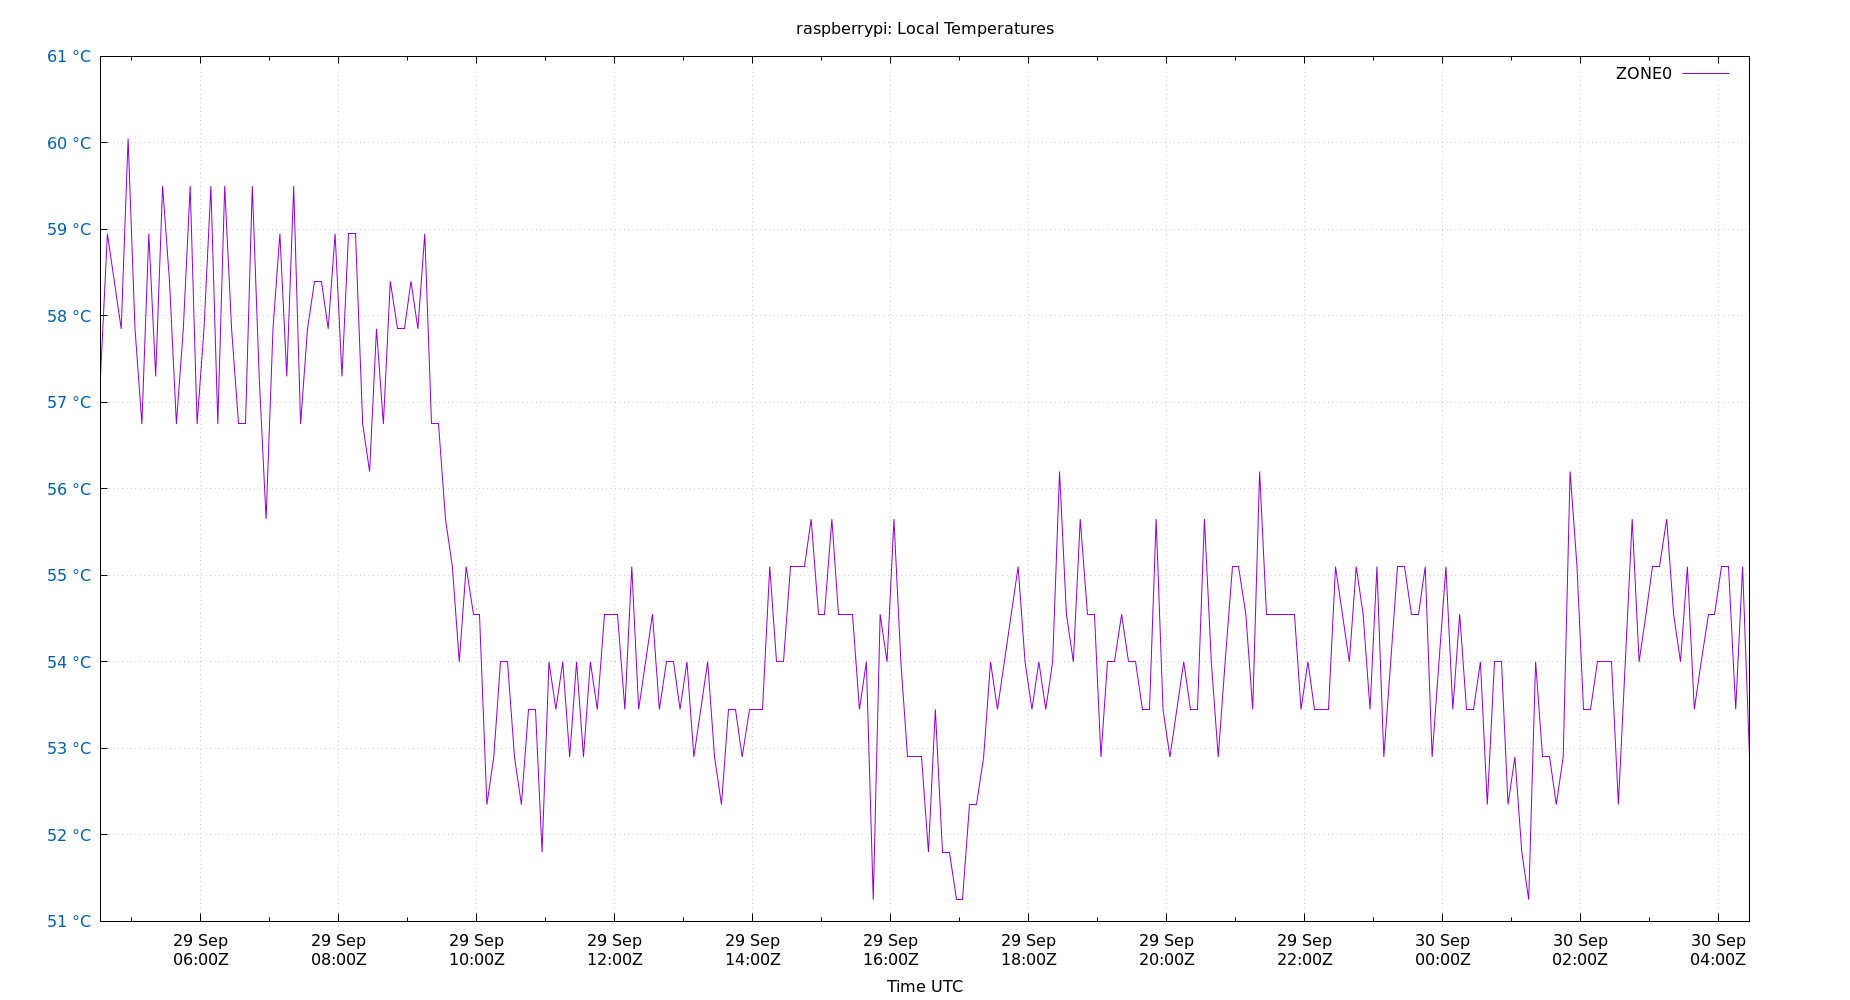 raspberrypi: Local Temperatures
ZONE0
61 °C
60 °C
59 °C
58 °C
57 °C
56 °C
55 °C
54 °C
53 °C
52 °C
51 °C
29 Sep 29 Sep 29 Sep 29 Sep 29 Sep 29 Sep 29 Sep 29 Sep 29 Sep 30 Sep 30 Sep 30 Sep
06:00Z 08:00Z 10:00Z 12:00Z 14:00Z 16:00Z 18:00Z 20:00Z 22:00Z 00:00Z 02:00Z 04:00Z
Time UTC